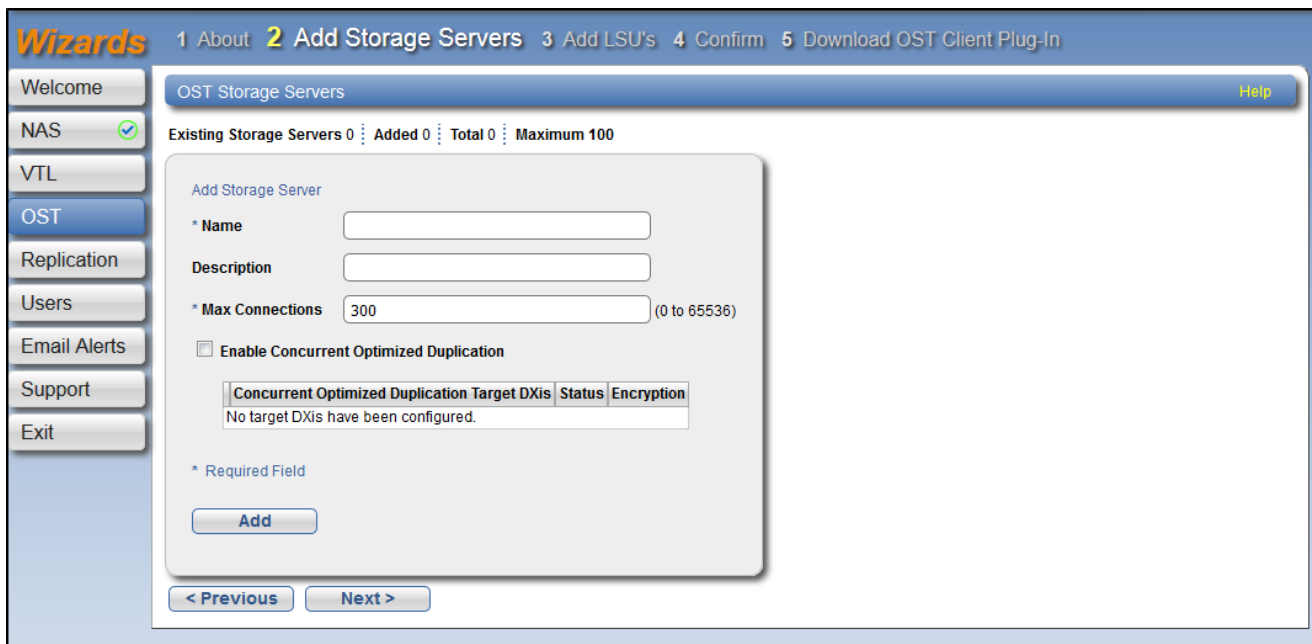 Wizards
1 About 2 Add Storage Servers 3 Add LSU's 4 Confirm 5 Download OST Client Plug-In
Welcome
NAS
VTL
OST
Replication
Users
Email Alerts
Support
Exit
OST Storage Servers
Help
Existing Storage Servers 0 Added 0 Total 0 Maximum 100
Add Storage Server
* Name
Description
* Max Connections 300 (0 to 65536)
Enable Concurrent Optimized Duplication
Concurrent Optimized Duplication Target DXis Status Encryption
No target DXis have been configured.
* Required Field
Add
< Previous Next >